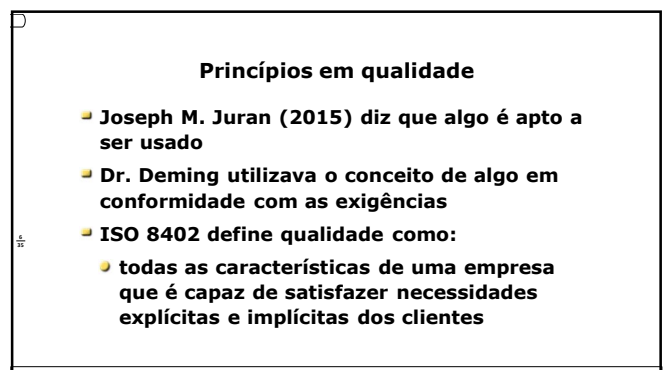 Princípios em qualidade
Joseph M. Juran (2015) diz que algo é apto a
ser usado
Dr. Deming utilizava o conceito de algo em
conformidade com as exigências
ISO 8402 define qualidade como:
todas as características de uma empresa
que é capaz de satisfazer necessidades
explícitas e implícitas dos clientes
6
35